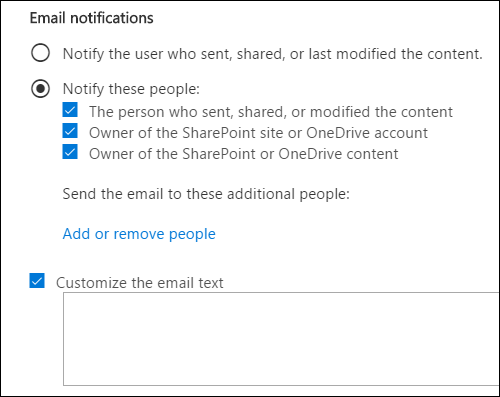 Email notifications
Notify the user who sent, shared, or last modified the content.
Notify these people:
The person who sent, shared, or modified the content
Owner of the SharePoint site or OneDrive account
Owner of the SharePoint or OneDrive content
Send the email to these additional people:
Add or remove people
Customize the email text